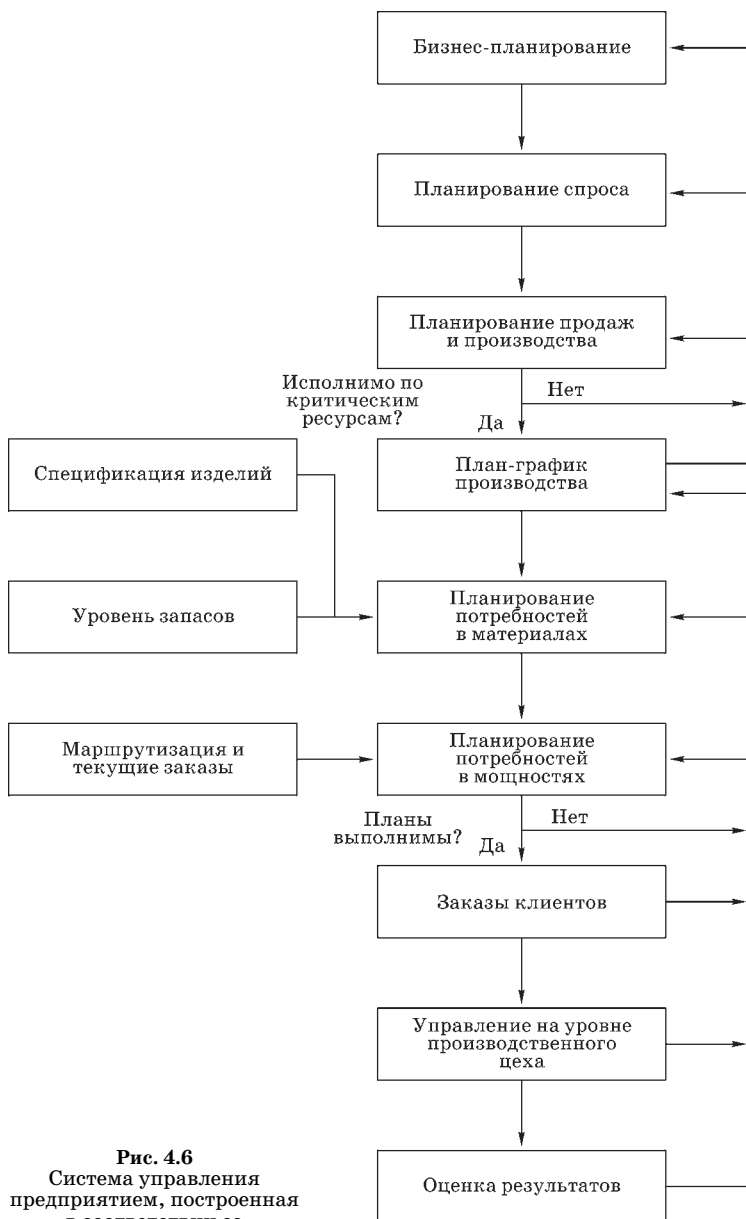 Бизнес-планирование
Планирование спроса
Планирование продаж
и производства
Исполнимо по
критическим
ресурсам?
Нет
Да
Спецификация изделий
План-график
производства
Уровень запасов
Планирование
потребностей
в материалах
Маршрутизация и
текущие заказы
Планирование
потребностей
в мощностях
Планы
выполнимы?
Нет
Да
Заказы клиентов
Управление на уровне
производственного
цеха
Рис. 4.6
Система управления
предприятием, построенная
Оценка результатов